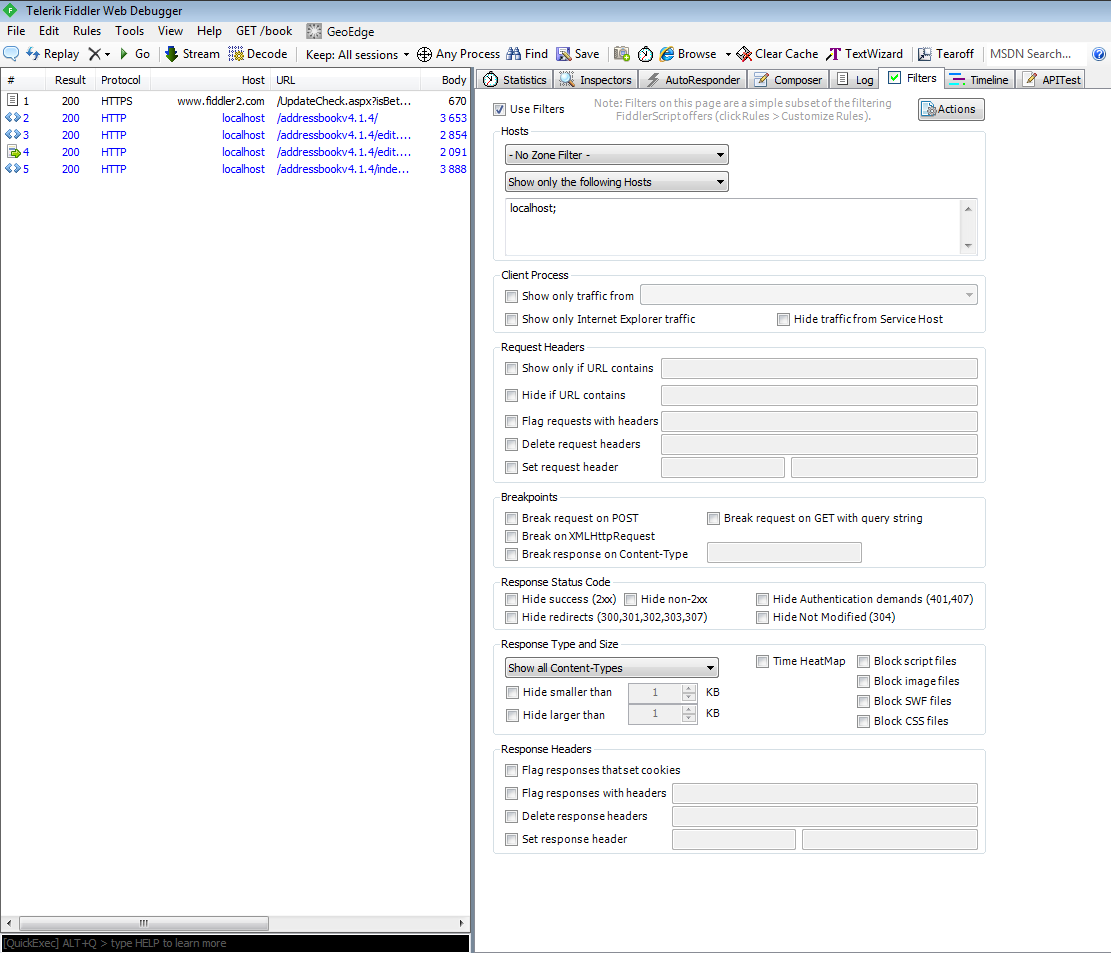 Telerik Fiddler Web Debugger
File Edit Rules Tools View Help GET /book GeoEdge
Replay Go Stream Decode Keep: All sessions Any Process Find Save Browse Clear Cache TextWizard Tearoff MSDN Search...
# Result Protocol Host URL Body
1 200 HTTPS www.fiddler2.com /UpdateCheck.aspx?isBet... 670
2 200 HTTP localhost /addressbookv4.1.4/ 3 653
3 200 HTTP localhost /addressbookv4.1.4/edit.... 2 854
4 200 HTTP localhost /addressbookv4.1.4/edit.... 2 091
5 200 HTTP localhost /addressbookv4.1.4/inde... 3 888
[QuickExec] ALT+Q > type HELP to learn more
Statistics Inspectors AutoResponder Composer Log Filters Timeline APITest
Use Filters
Note: Filters on this page are a simple subset of the filtering
FiddlerScript offers (click Rules > Customize Rules).
Actions
Hosts
- No Zone Filter -
Show only the following Hosts
localhost;
Client Process
Show only traffic from
Show only Internet Explorer traffic Hide traffic from Service Host
Request Headers
Show only if URL contains
Hide if URL contains
Flag requests with headers
Delete request headers
Set request header
Breakpoints
Break request on POST Break request on GET with query string
Break on XMLHttpRequest
Break response on Content-Type
Response Status Code
Hide success (2xx) Hide non-2xx Hide Authentication demands (401,407)
Hide redirects (300,301,302,303,307) Hide Not Modified (304)
Response Type and Size
Show all Content-Types Time HeatMap Block script files
Block image files
Hide smaller than 1 KB
Block SWF files
Hide larger than 1 KB
Block CSS files
Response Headers
Flag responses that set cookies
Flag responses with headers
Delete response headers
Set response header